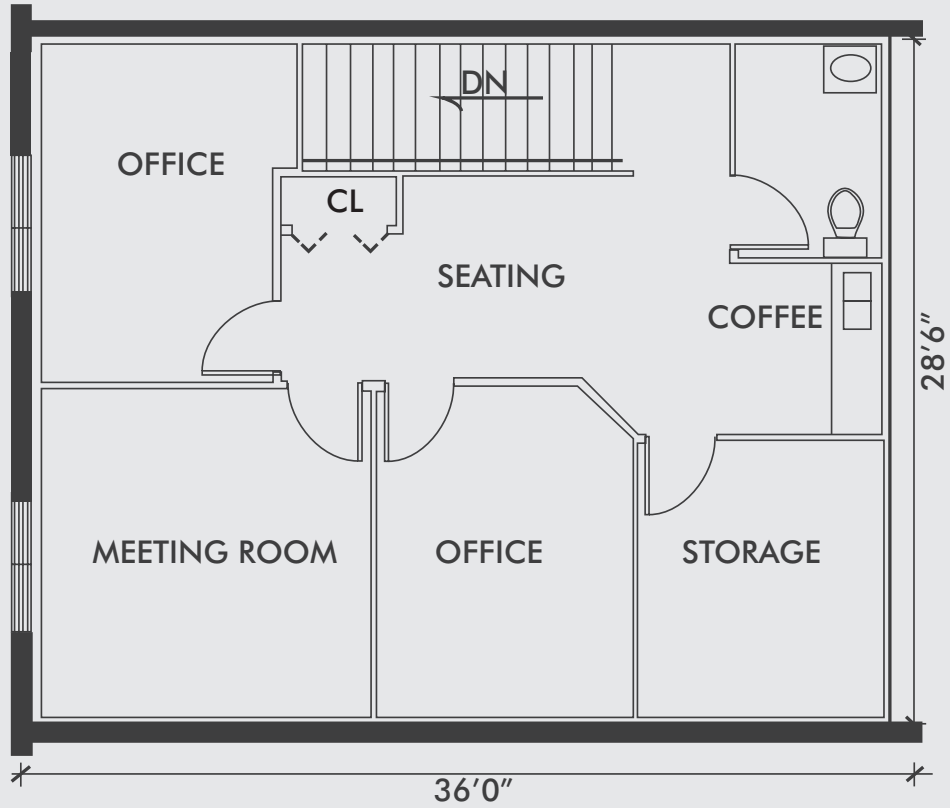 DN
OFFICE
CL
SEATING
COFFEE
28'6"
MEETING ROOM
OFFICE
STORAGE
36'0"